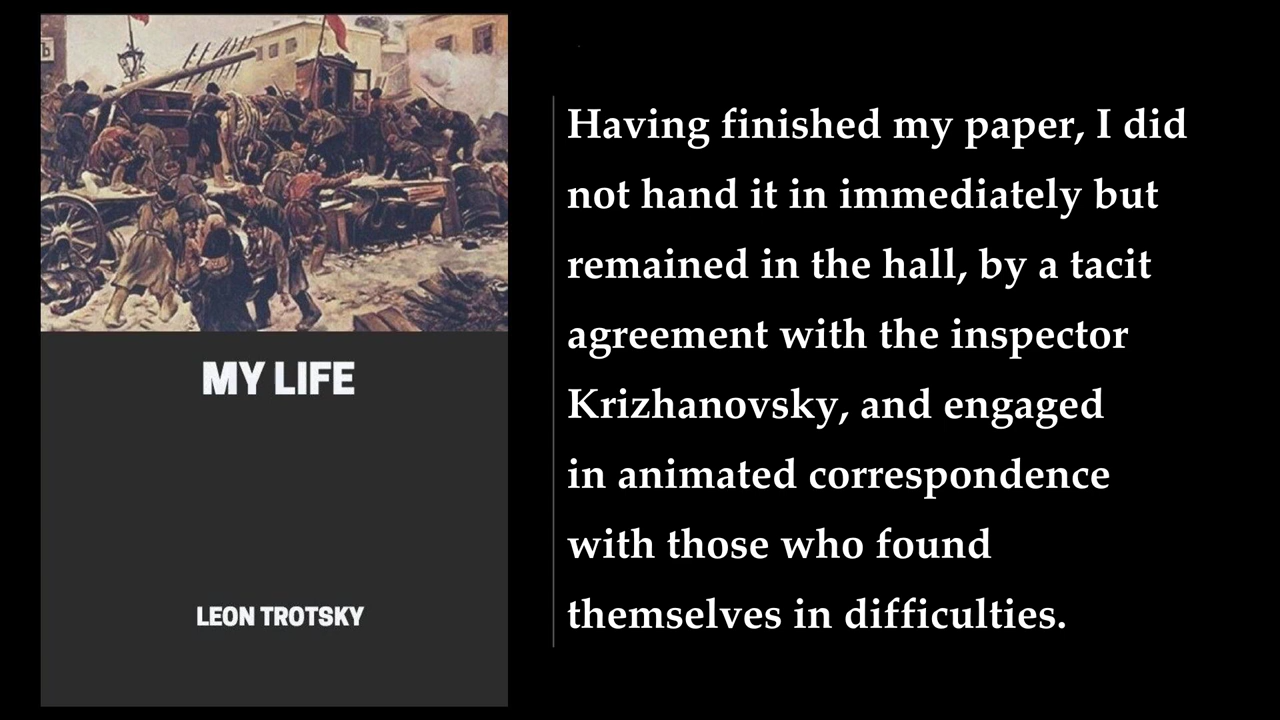 MY LIFE
LEON TROTSKY
Having finished my paper, I did
not hand it in immediately but
remained in the hall, by a tacit
agreement with the inspector
Krizhanovsky, and engaged
in animated correspondence
with those who found
themselves in difficulties.